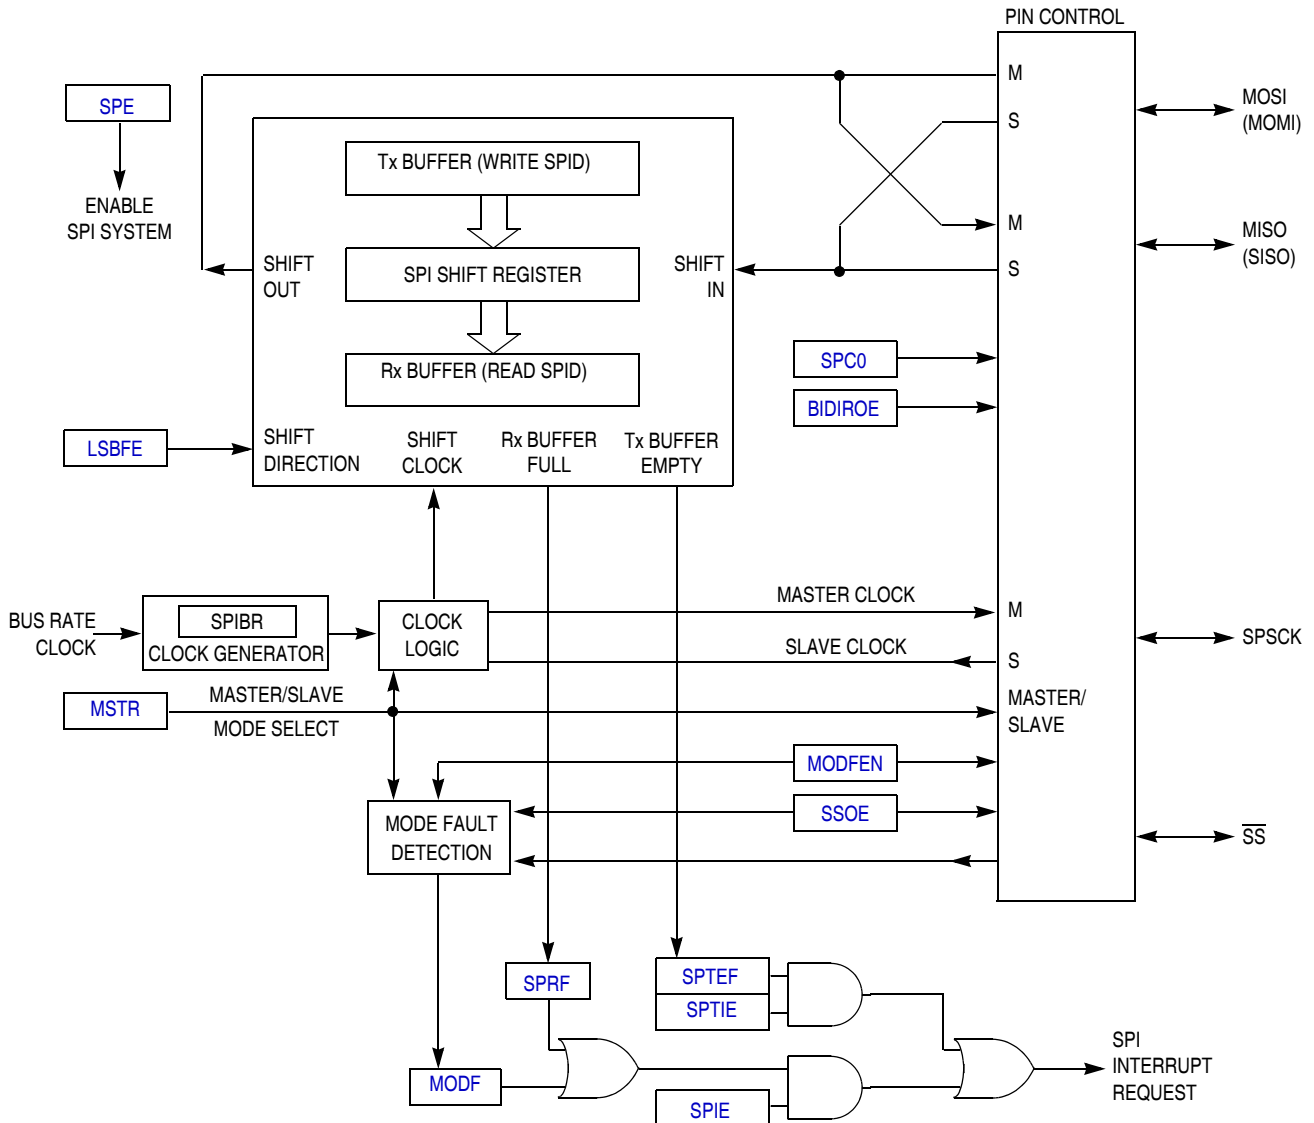 PIN CONTROL
M
SPE
MOSI
(MOMI)
S
Tx BUFFER (WRITE SPID)
ENABLE
SPI SYSTEM
M
MISO
(SISO)
SHIFT
OUT
SPI SHIFT REGISTER
SHIFT
IN
S
SPC0
Rx BUFFER (READ SPID)
BIDIROE
LSBFE
SHIFT
DIRECTION
SHIFT
CLOCK
Rx BUFFER
FULL
Tx BUFFER
EMPTY
BUS RATE
CLOCK
SPIBR
CLOCK GENERATOR
CLOCK
LOGIC
MASTER CLOCK
M
SLAVE CLOCK
S
SPSCK
MSTR
MASTER/SLAVE
MODE SELECT
MASTER/
SLAVE
MODFEN
SSOE
MODE FAULT
DETECTION
SS
SPRF
SPTEF
SPTIE
MODF
SPIE
SPI
INTERRUPT
REQUEST